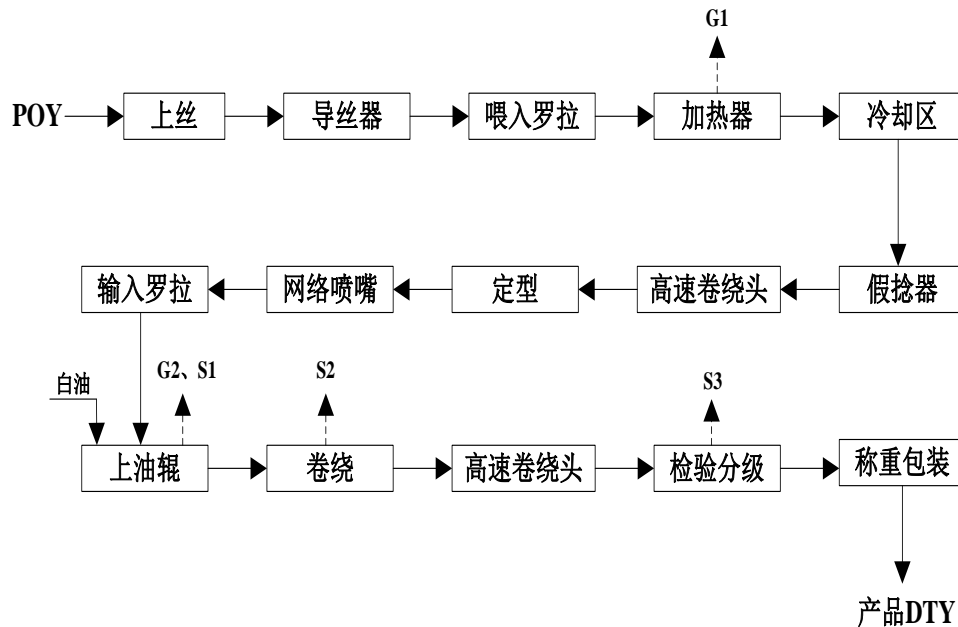 G1
POY
上丝
导丝器
喂入罗拉
加热器
冷却区
输入罗拉
网络喷嘴
定型
高速卷绕头
假捻器
白油
G2、S1
S2
S3
上油辊
卷绕
高速卷绕头
检验分级
称重包装
产品DTY